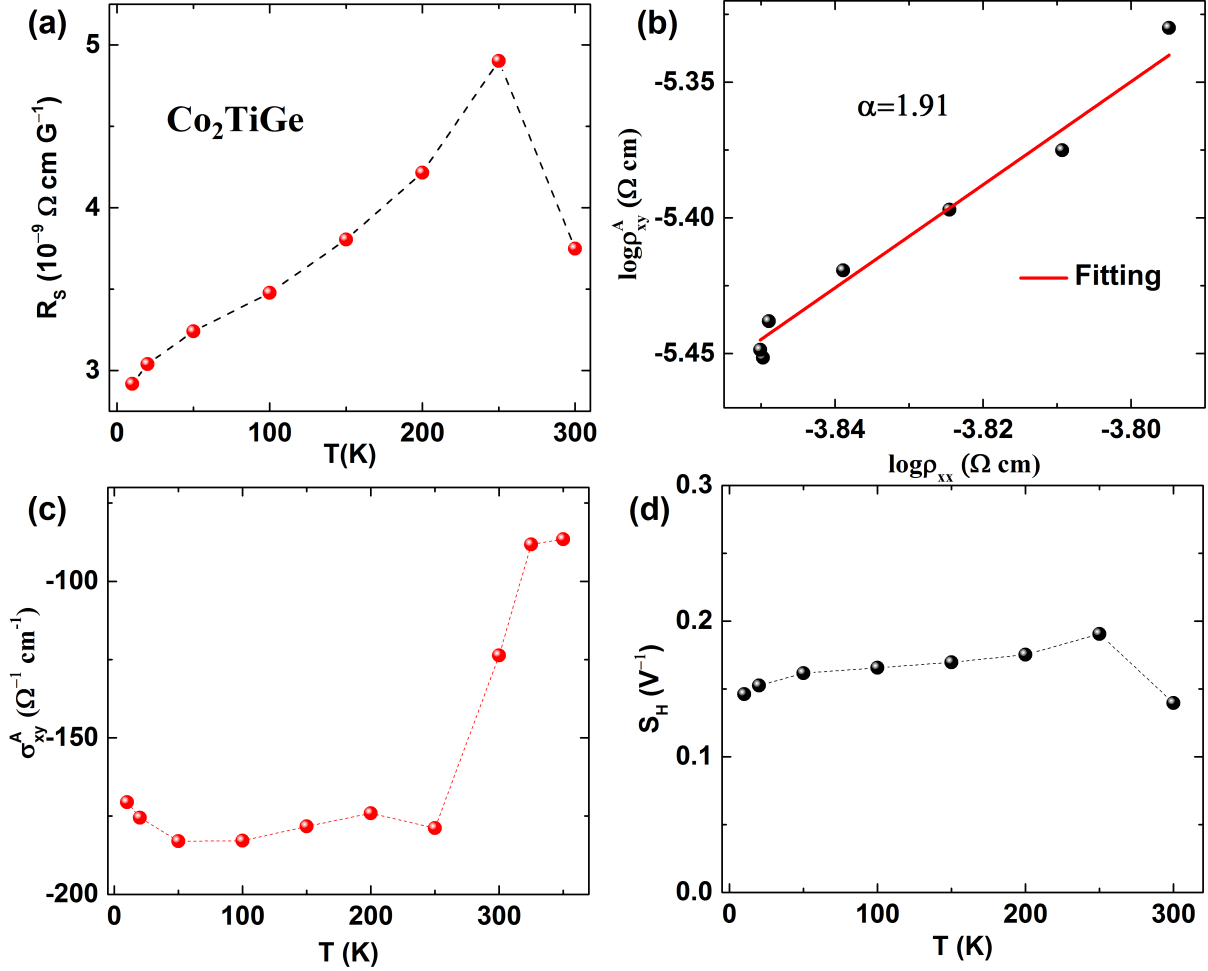 (a)
Co₂TiGe
R_S (10⁻⁹ Ω cm G⁻¹)
5
4
3
0 100 200 300
T(K)
(b)
α=1.91
Fitting
logρ^A_xy (Ω cm)
-5.35
-5.40
-5.45
-3.84 -3.82 -3.80
logρ_xx (Ω cm)
(c)
σ^A_xy (Ω⁻¹ cm⁻¹)
-100
-150
-200
0 100 200 300
T (K)
(d)
S_H (V⁻¹)
0.3
0.2
0.1
0.0
0 100 200 300
T (K)